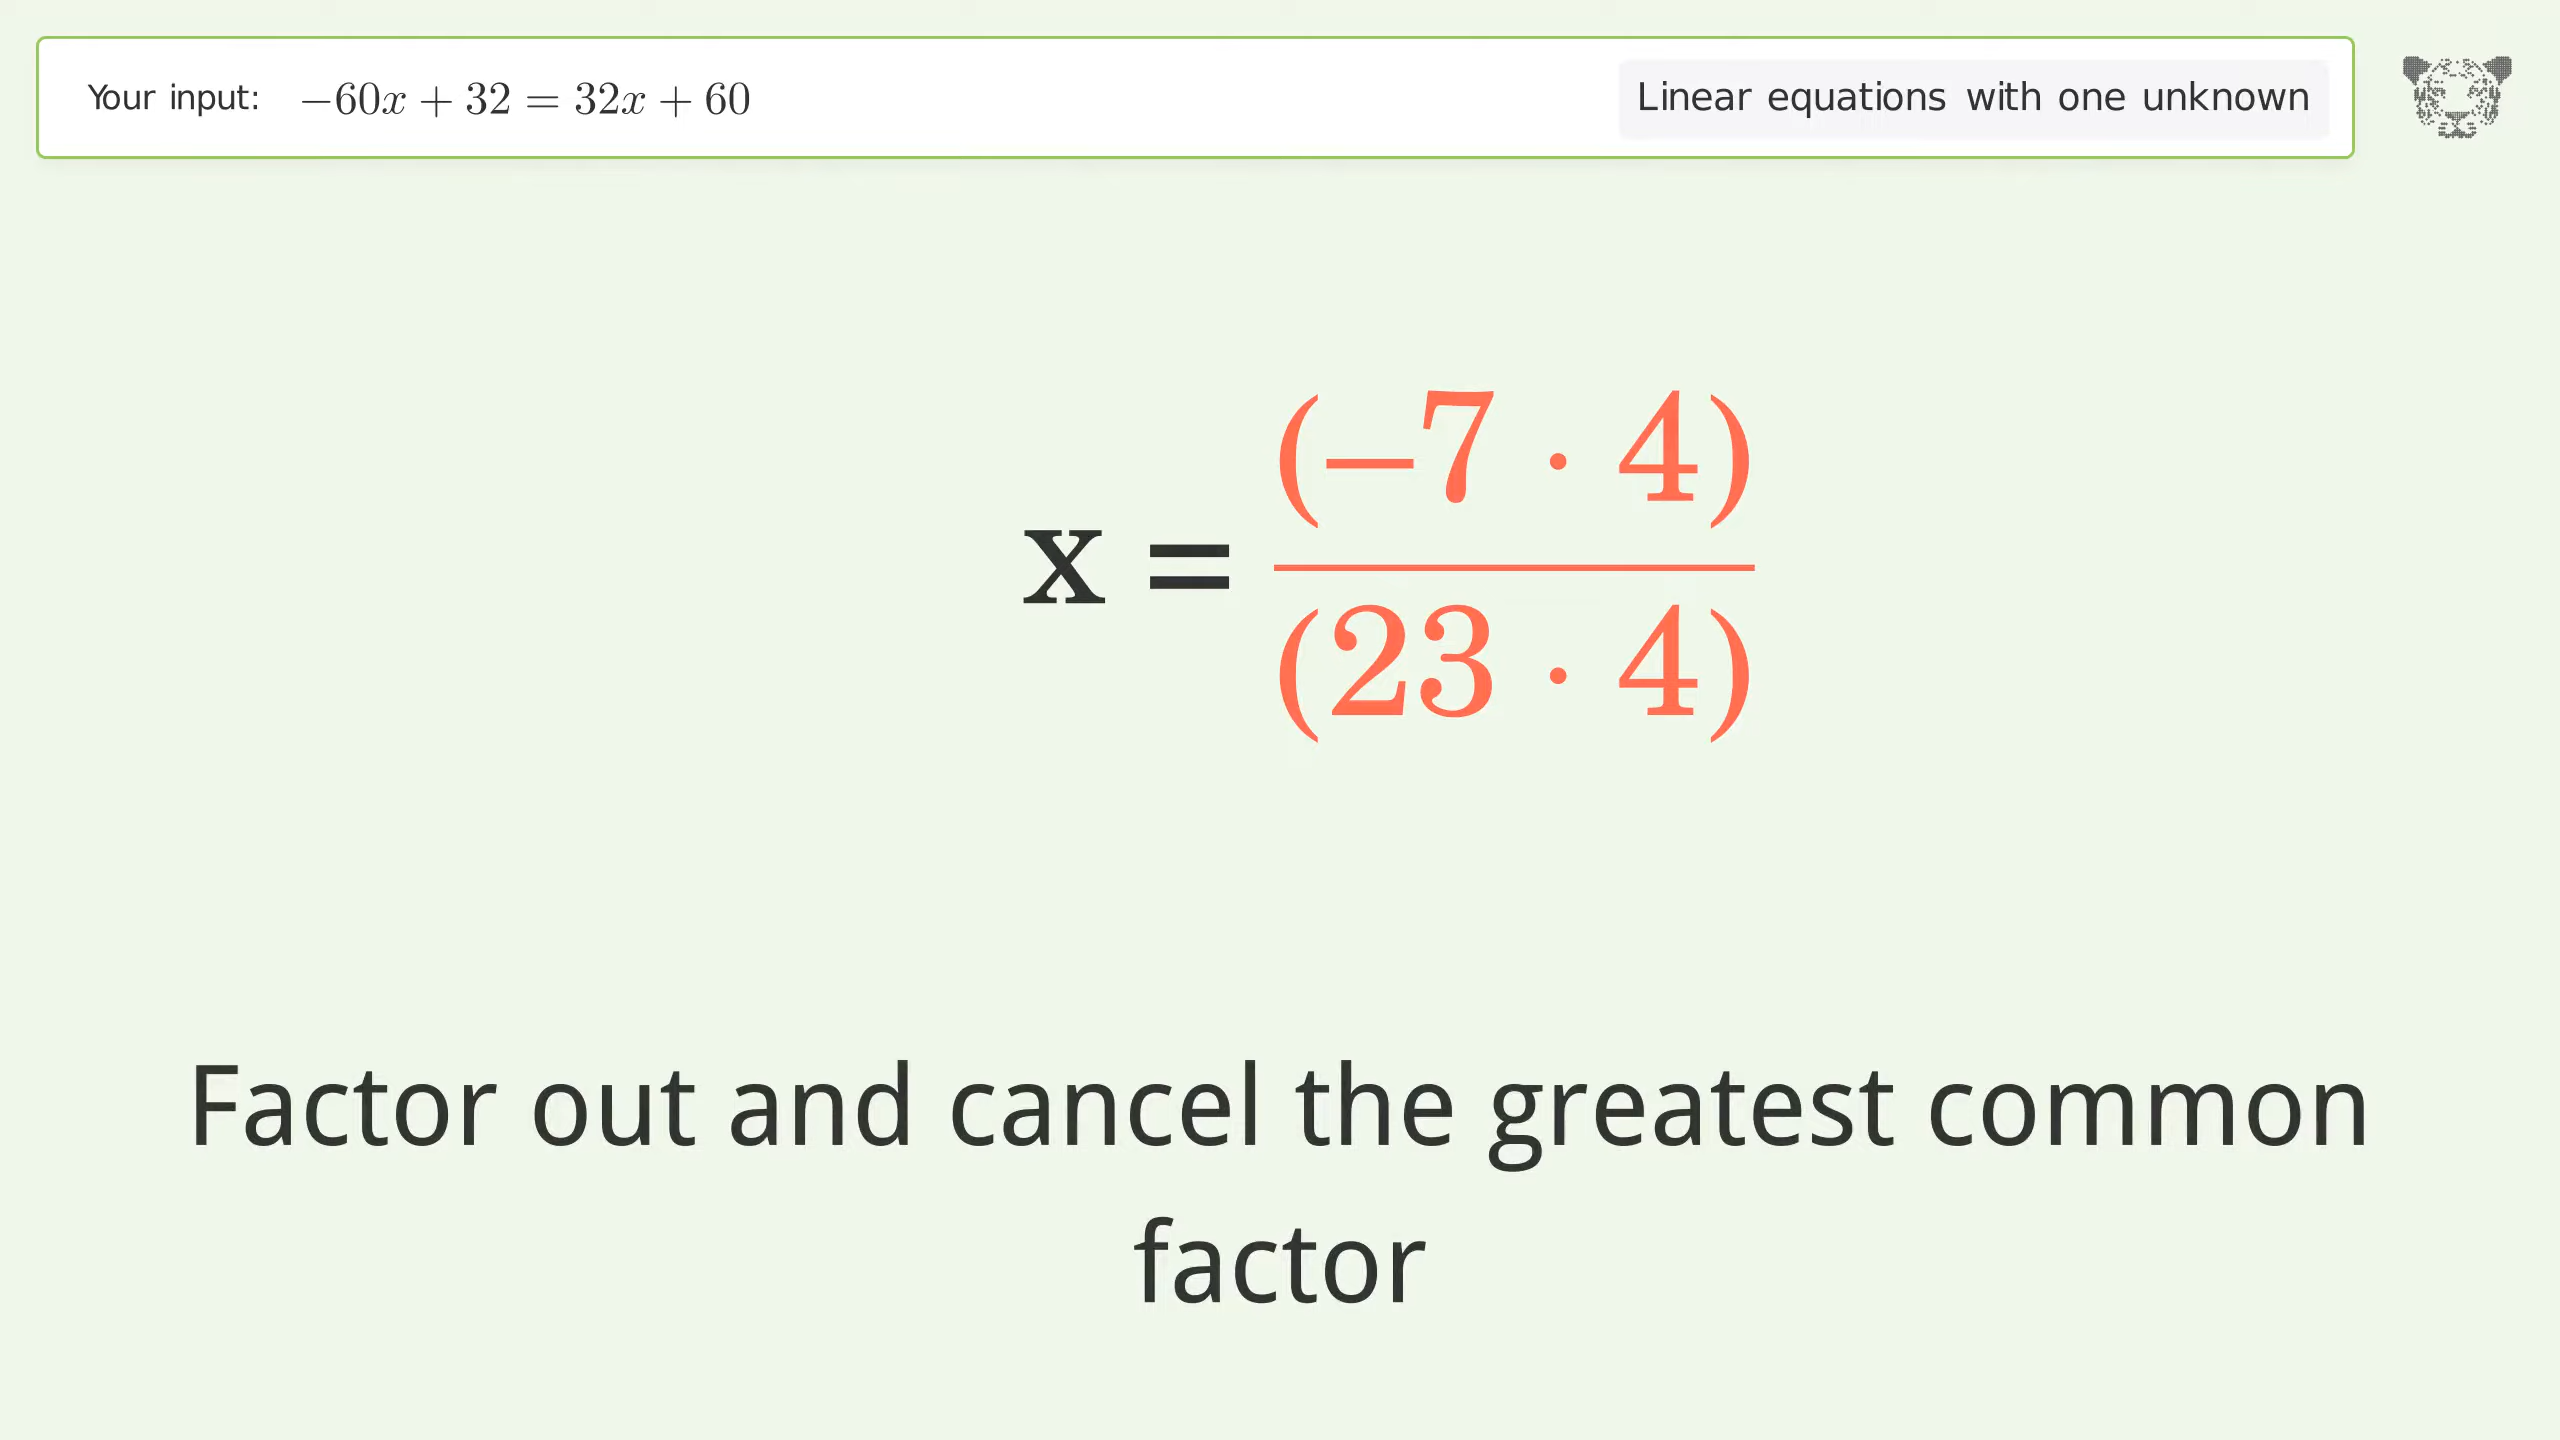 Your input: −60x + 32 = 32x + 60
Linear equations with one unknown
x = (−7 · 4)
(23 · 4)
Factor out and cancel the greatest common
factor